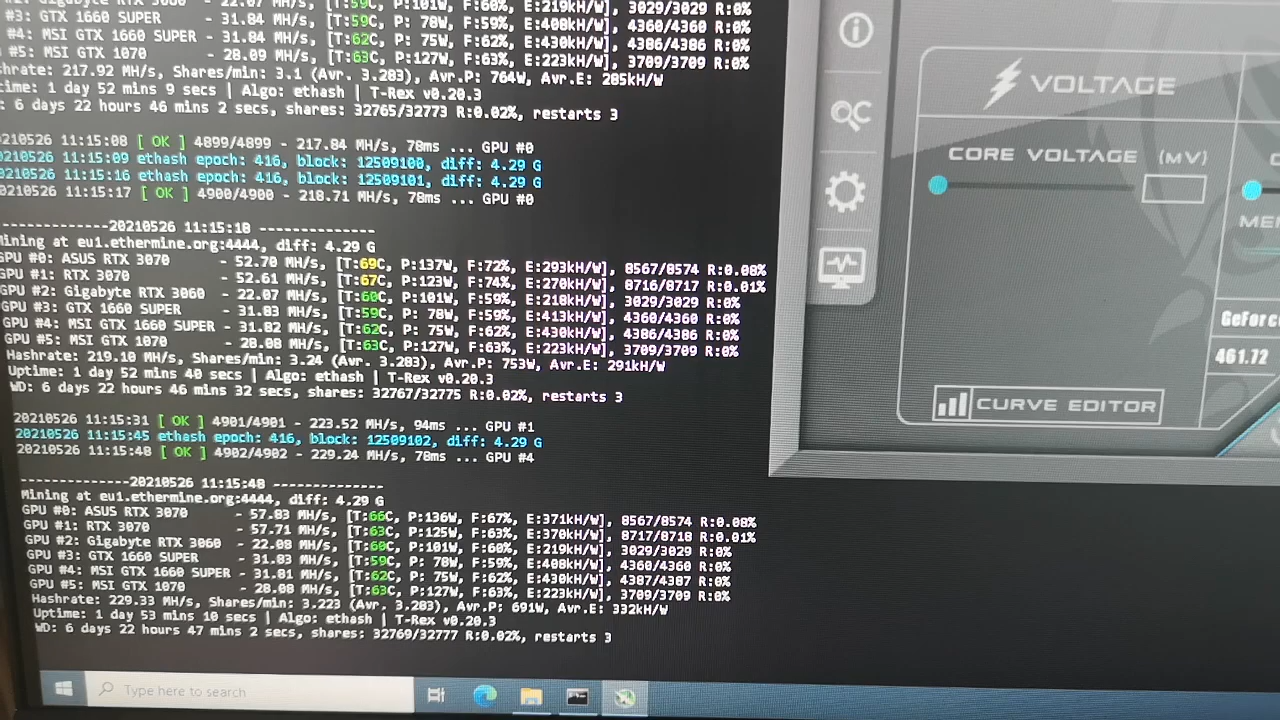 #2: Gigabyte RTX 3060 - 22.07 MH/s, [T:59C, P:101W, F:60%, E:219kH/W], 3029/3029 R:0%
#3: GTX 1660 SUPER - 31.84 MH/s, [T:59C, P: 78W, F:59%, E:408kH/W], 4360/4360 R:0%
#4: MSI GTX 1660 SUPER - 31.84 MH/s, [T:62C, P: 75W, F:62%, E:430kH/W], 4386/4386 R:0%
#5: MSI GTX 1070 - 28.09 MH/s, [T:63C, P:127W, F:63%, E:223kH/W], 3709/3709 R:0%
hrate: 217.92 MH/s, Shares/min: 3.1 (Avr. 3.203), Avr.P: 764W, Avr.E: 285kH/W
time: 1 day 52 mins 9 secs | Algo: ethash | T-Rex v0.20.3
: 6 days 22 hours 46 mins 2 secs, shares: 32765/32773 R:0.02%, restarts 3
0210526 11:15:08 [ OK ] 4899/4899 - 217.84 MH/s, 78ms ... GPU #0
0210526 11:15:09 ethash epoch: 416, block: 12509100, diff: 4.29 G
0210526 11:15:16 ethash epoch: 416, block: 12509101, diff: 4.29 G
0210526 11:15:17 [ OK ] 4900/4900 - 218.71 MH/s, 78ms ... GPU #0
--------------20210526 11:15:18 --------------
Mining at eu1.ethermine.org:4444, diff: 4.29 G
GPU #0: ASUS RTX 3070 - 52.70 MH/s, [T:69C, P:137W, F:72%, E:293kH/W], 8567/8574 R:0.08%
GPU #1: RTX 3070 - 52.61 MH/s, [T:67C, P:123W, F:74%, E:270kH/W], 8716/8717 R:0.01%
GPU #2: Gigabyte RTX 3060 - 22.07 MH/s, [T:60C, P:101W, F:59%, E:218kH/W], 3029/3029 R:0%
GPU #3: GTX 1660 SUPER - 31.83 MH/s, [T:59C, P: 78W, F:59%, E:413kH/W], 4360/4360 R:0%
GPU #4: MSI GTX 1660 SUPER - 31.82 MH/s, [T:62C, P: 75W, F:62%, E:430kH/W], 4386/4386 R:0%
GPU #5: MSI GTX 1070 - 28.08 MH/s, [T:63C, P:127W, F:63%, E:223kH/W], 3709/3709 R:0%
Hashrate: 219.10 MH/s, Shares/min: 3.24 (Avr. 3.203), Avr.P: 753W, Avr.E: 291kH/W
Uptime: 1 day 52 mins 40 secs | Algo: ethash | T-Rex v0.20.3
WD: 6 days 22 hours 46 mins 32 secs, shares: 32767/32775 R:0.02%, restarts 3
20210526 11:15:31 [ OK ] 4901/4901 - 223.52 MH/s, 94ms ... GPU #1
20210526 11:15:45 ethash epoch: 416, block: 12509102, diff: 4.29 G
20210526 11:15:48 [ OK ] 4902/4902 - 229.24 MH/s, 78ms ... GPU #4
--------------20210526 11:15:48 --------------
Mining at eu1.ethermine.org:4444, diff: 4.29 G
GPU #0: ASUS RTX 3070 - 57.83 MH/s, [T:66C, P:136W, F:67%, E:371kH/W], 8567/8574 R:0.08%
GPU #1: RTX 3070 - 57.71 MH/s, [T:63C, P:125W, F:63%, E:370kH/W], 8717/8718 R:0.01%
GPU #2: Gigabyte RTX 3060 - 22.08 MH/s, [T:60C, P:101W, F:60%, E:219kH/W], 3029/3029 R:0%
GPU #3: GTX 1660 SUPER - 31.83 MH/s, [T:59C, P: 78W, F:59%, E:408kH/W], 4360/4360 R:0%
GPU #4: MSI GTX 1660 SUPER - 31.81 MH/s, [T:62C, P: 75W, F:62%, E:430kH/W], 4387/4387 R:0%
GPU #5: MSI GTX 1070 - 28.08 MH/s, [T:63C, P:127W, F:63%, E:223kH/W], 3709/3709 R:0%
Hashrate: 229.33 MH/s, Shares/min: 3.223 (Avr. 3.203), Avr.P: 691W, Avr.E: 332kH/W
Uptime: 1 day 53 mins 10 secs | Algo: ethash | T-Rex v0.20.3
WD: 6 days 22 hours 47 mins 2 secs, shares: 32769/32777 R:0.02%, restarts 3
Type here to search
OC
VOLTAGE
CORE VOLTAGE (MV)
CURVE EDITOR
GeForc
461.72